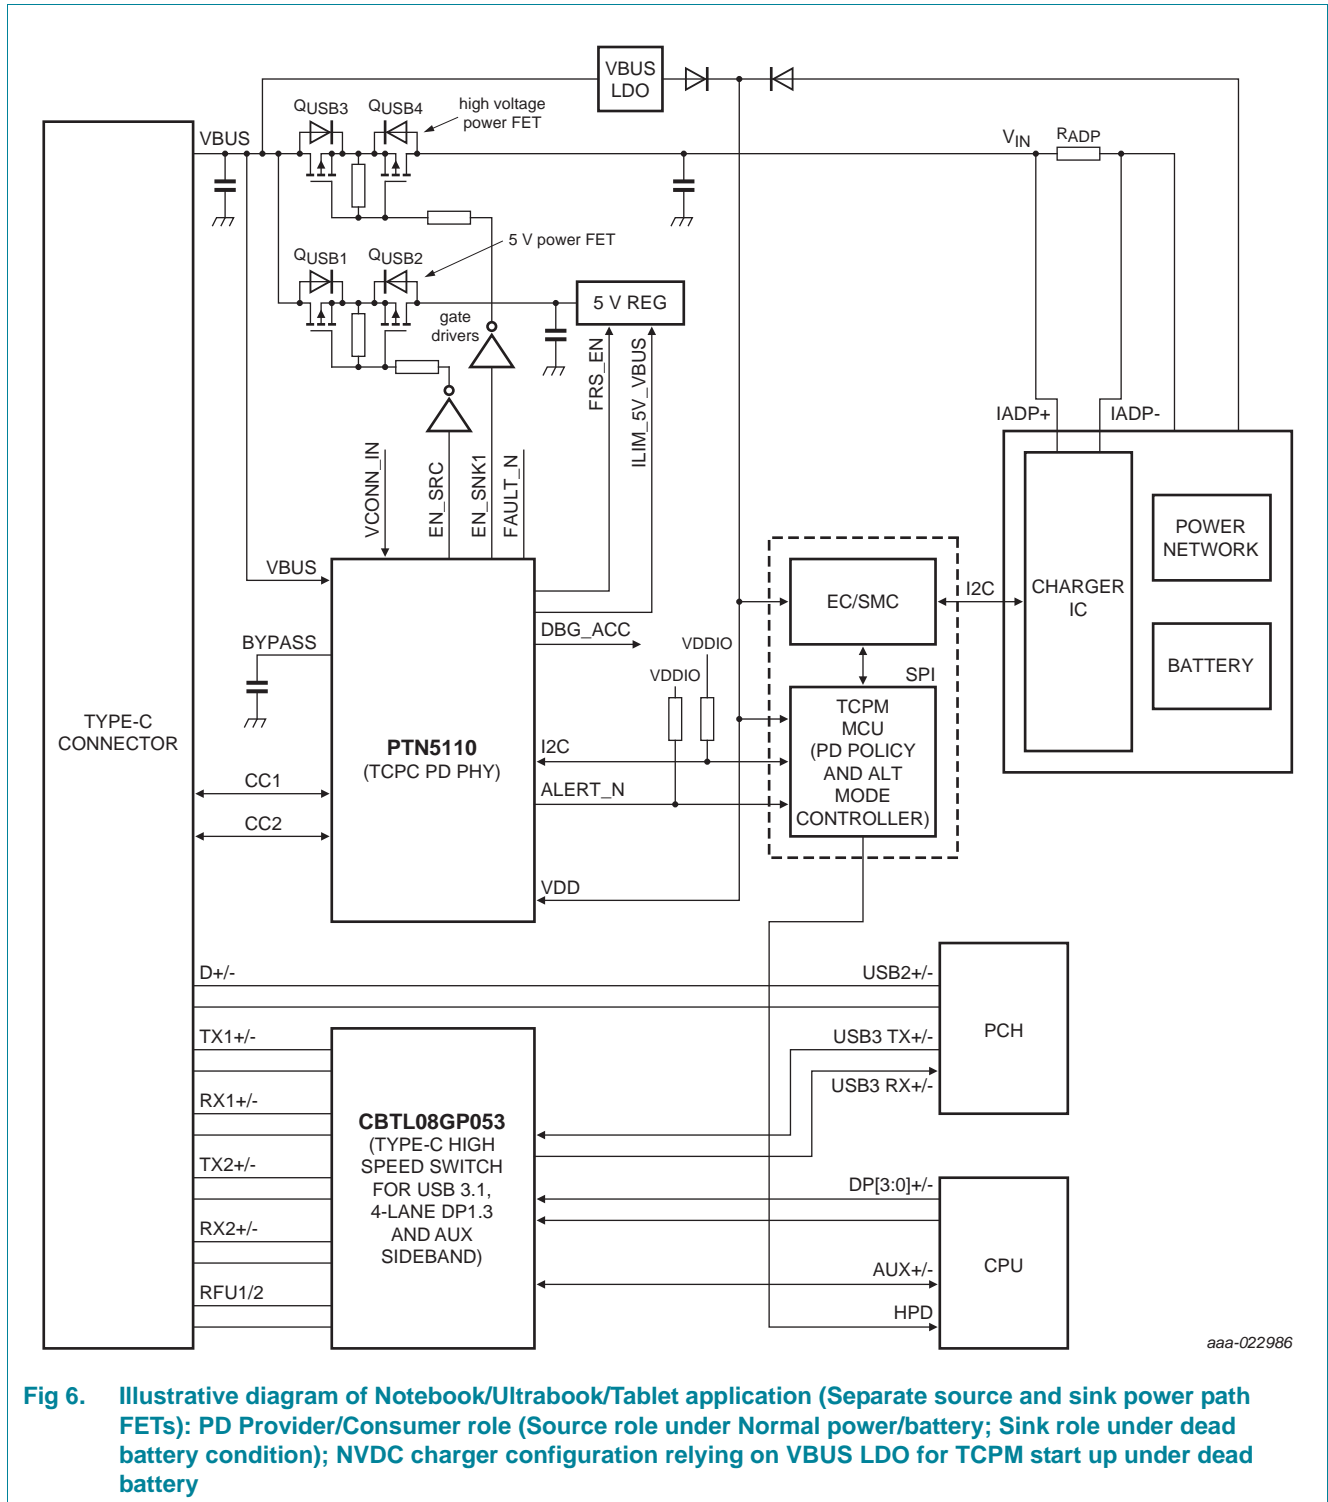 VBUS
LDO
QUSB3
QUSB4
high voltage
power FET
VBUS
VIN
RADP
5 V power FET
QUSB1
QUSB2
5 V REG
gate
drivers
FRS_EN
ILIM_5V_VBUS
IADP+
IADP-
VCONN_IN
EN_SRC
EN_SNK1
FAULT_N
VBUS
POWER
NETWORK
EC/SMC
I2C
CHARGER
IC
DBG_ACC
BYPASS
VDDIO
VDDIO
SPI
BATTERY
TYPE-C
CONNECTOR
PTN5110
(TCPC PD PHY)
I2C
TCPM
MCU
(PD POLICY
AND ALT
MODE
CONTROLLER)
CC1
ALERT_N
CC2
VDD
D+/-
USB2+/-
TX1+/-
USB3 TX+/-
PCH
USB3 RX+/-
RX1+/-
CBTL08GP053
(TYPE-C HIGH
SPEED SWITCH
FOR USB 3.1,
4-LANE DP1.3
AND AUX
SIDEBAND)
TX2+/-
DP[3:0]+/-
RX2+/-
AUX+/-
CPU
RFU1/2
HPD
aaa-022986
Fig 6. Illustrative diagram of Notebook/Ultrabook/Tablet application (Separate source and sink power path
FETs): PD Provider/Consumer role (Source role under Normal power/battery; Sink role under dead
battery condition); NVDC charger configuration relying on VBUS LDO for TCPM start up under dead
battery